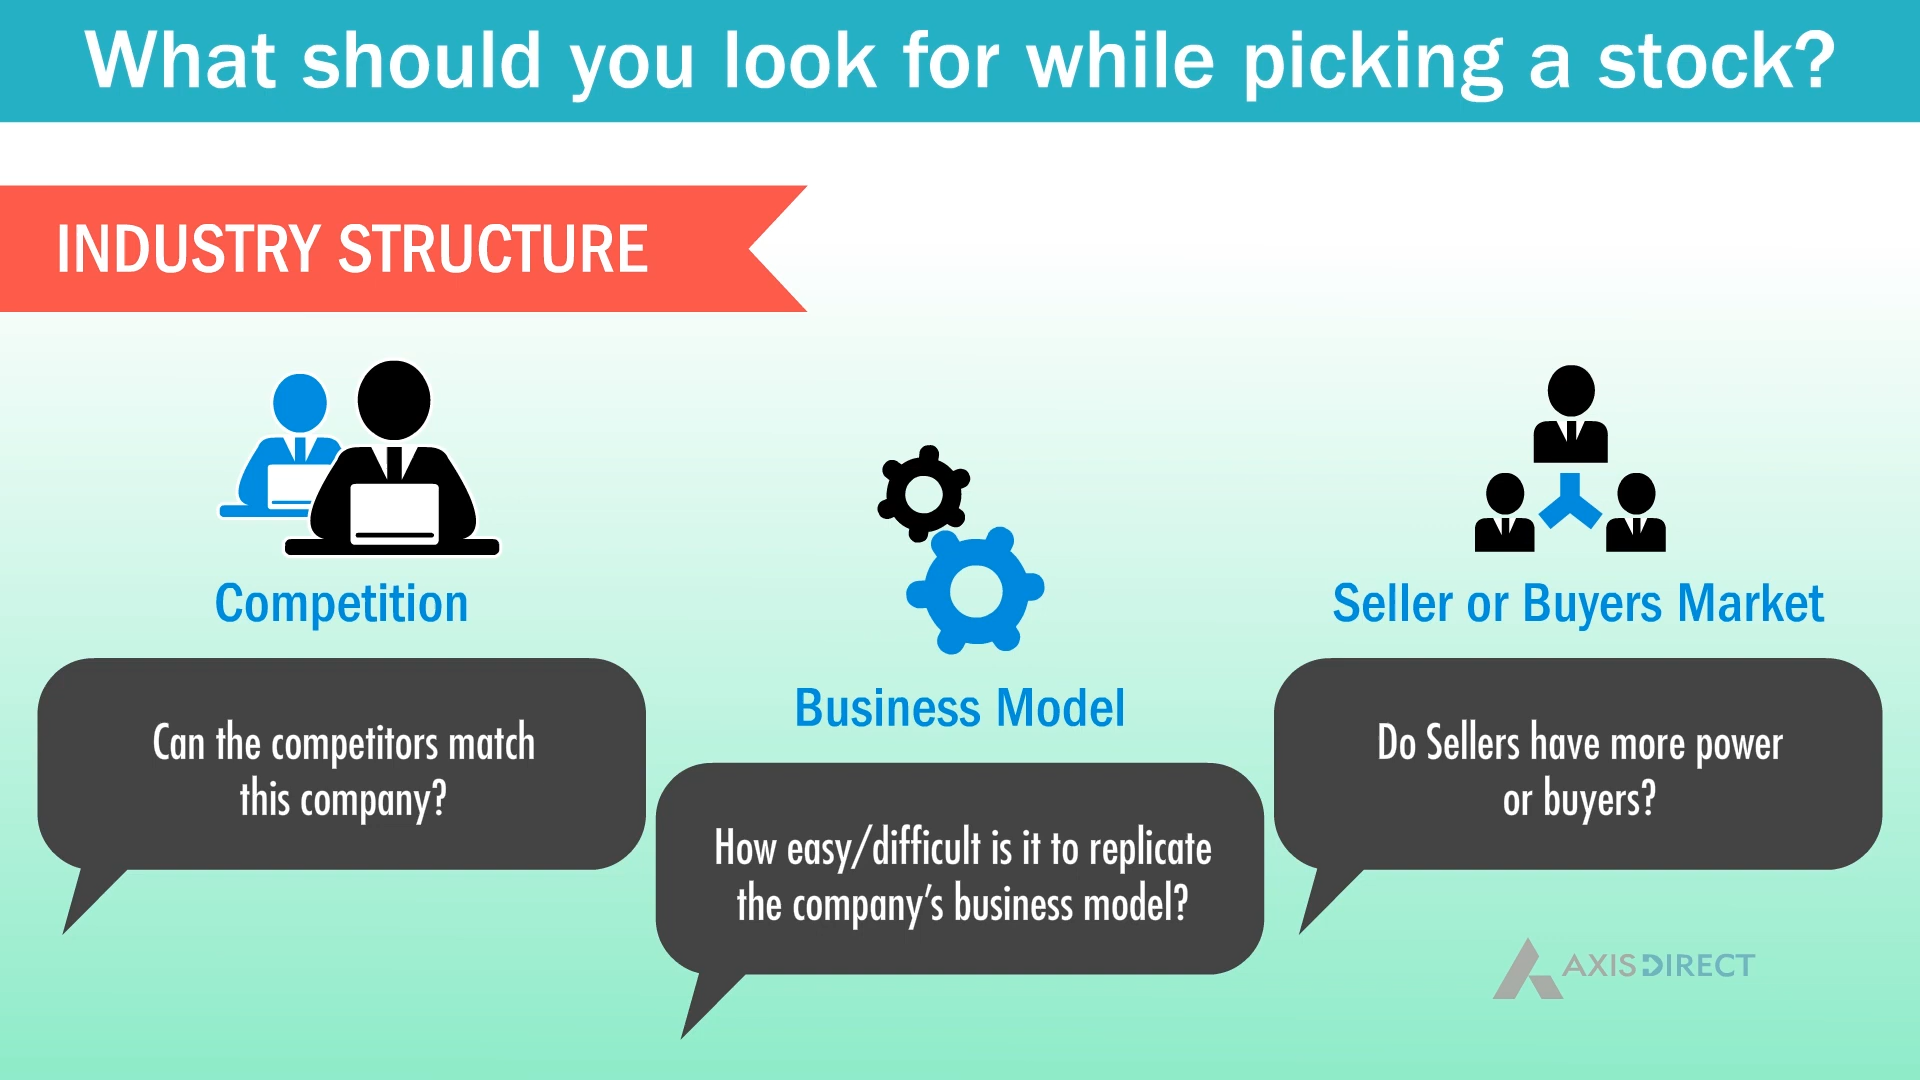 What should you look for while picking a stock?
INDUSTRY STRUCTURE
Competition
Can the competitors match
this company?
Business Model
How easy/difficult is it to replicate
the company’s business model?
Seller or Buyers Market
Do Sellers have more power
or buyers?
AXIS DIRECT